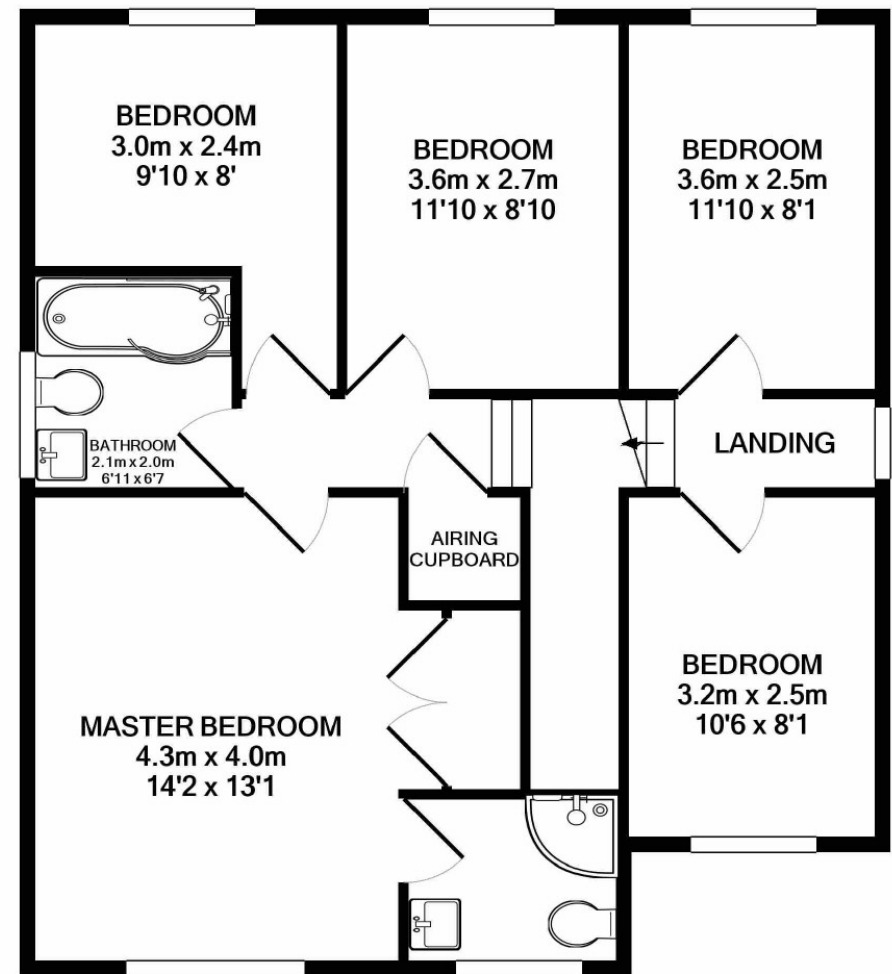 BEDROOM
3.0m x 2.4m
9'10 x 8'
BEDROOM
3.6m x 2.7m
11'10 x 8'10
BEDROOM
3.6m x 2.5m
11'10 x 8'1
BATHROOM
2.1m x 2.0m
6'11 x 6'7
LANDING
AIRING
CUPBOARD
MASTER BEDROOM
4.3m x 4.0m
14'2 x 13'1
BEDROOM
3.2m x 2.5m
10'6 x 8'1